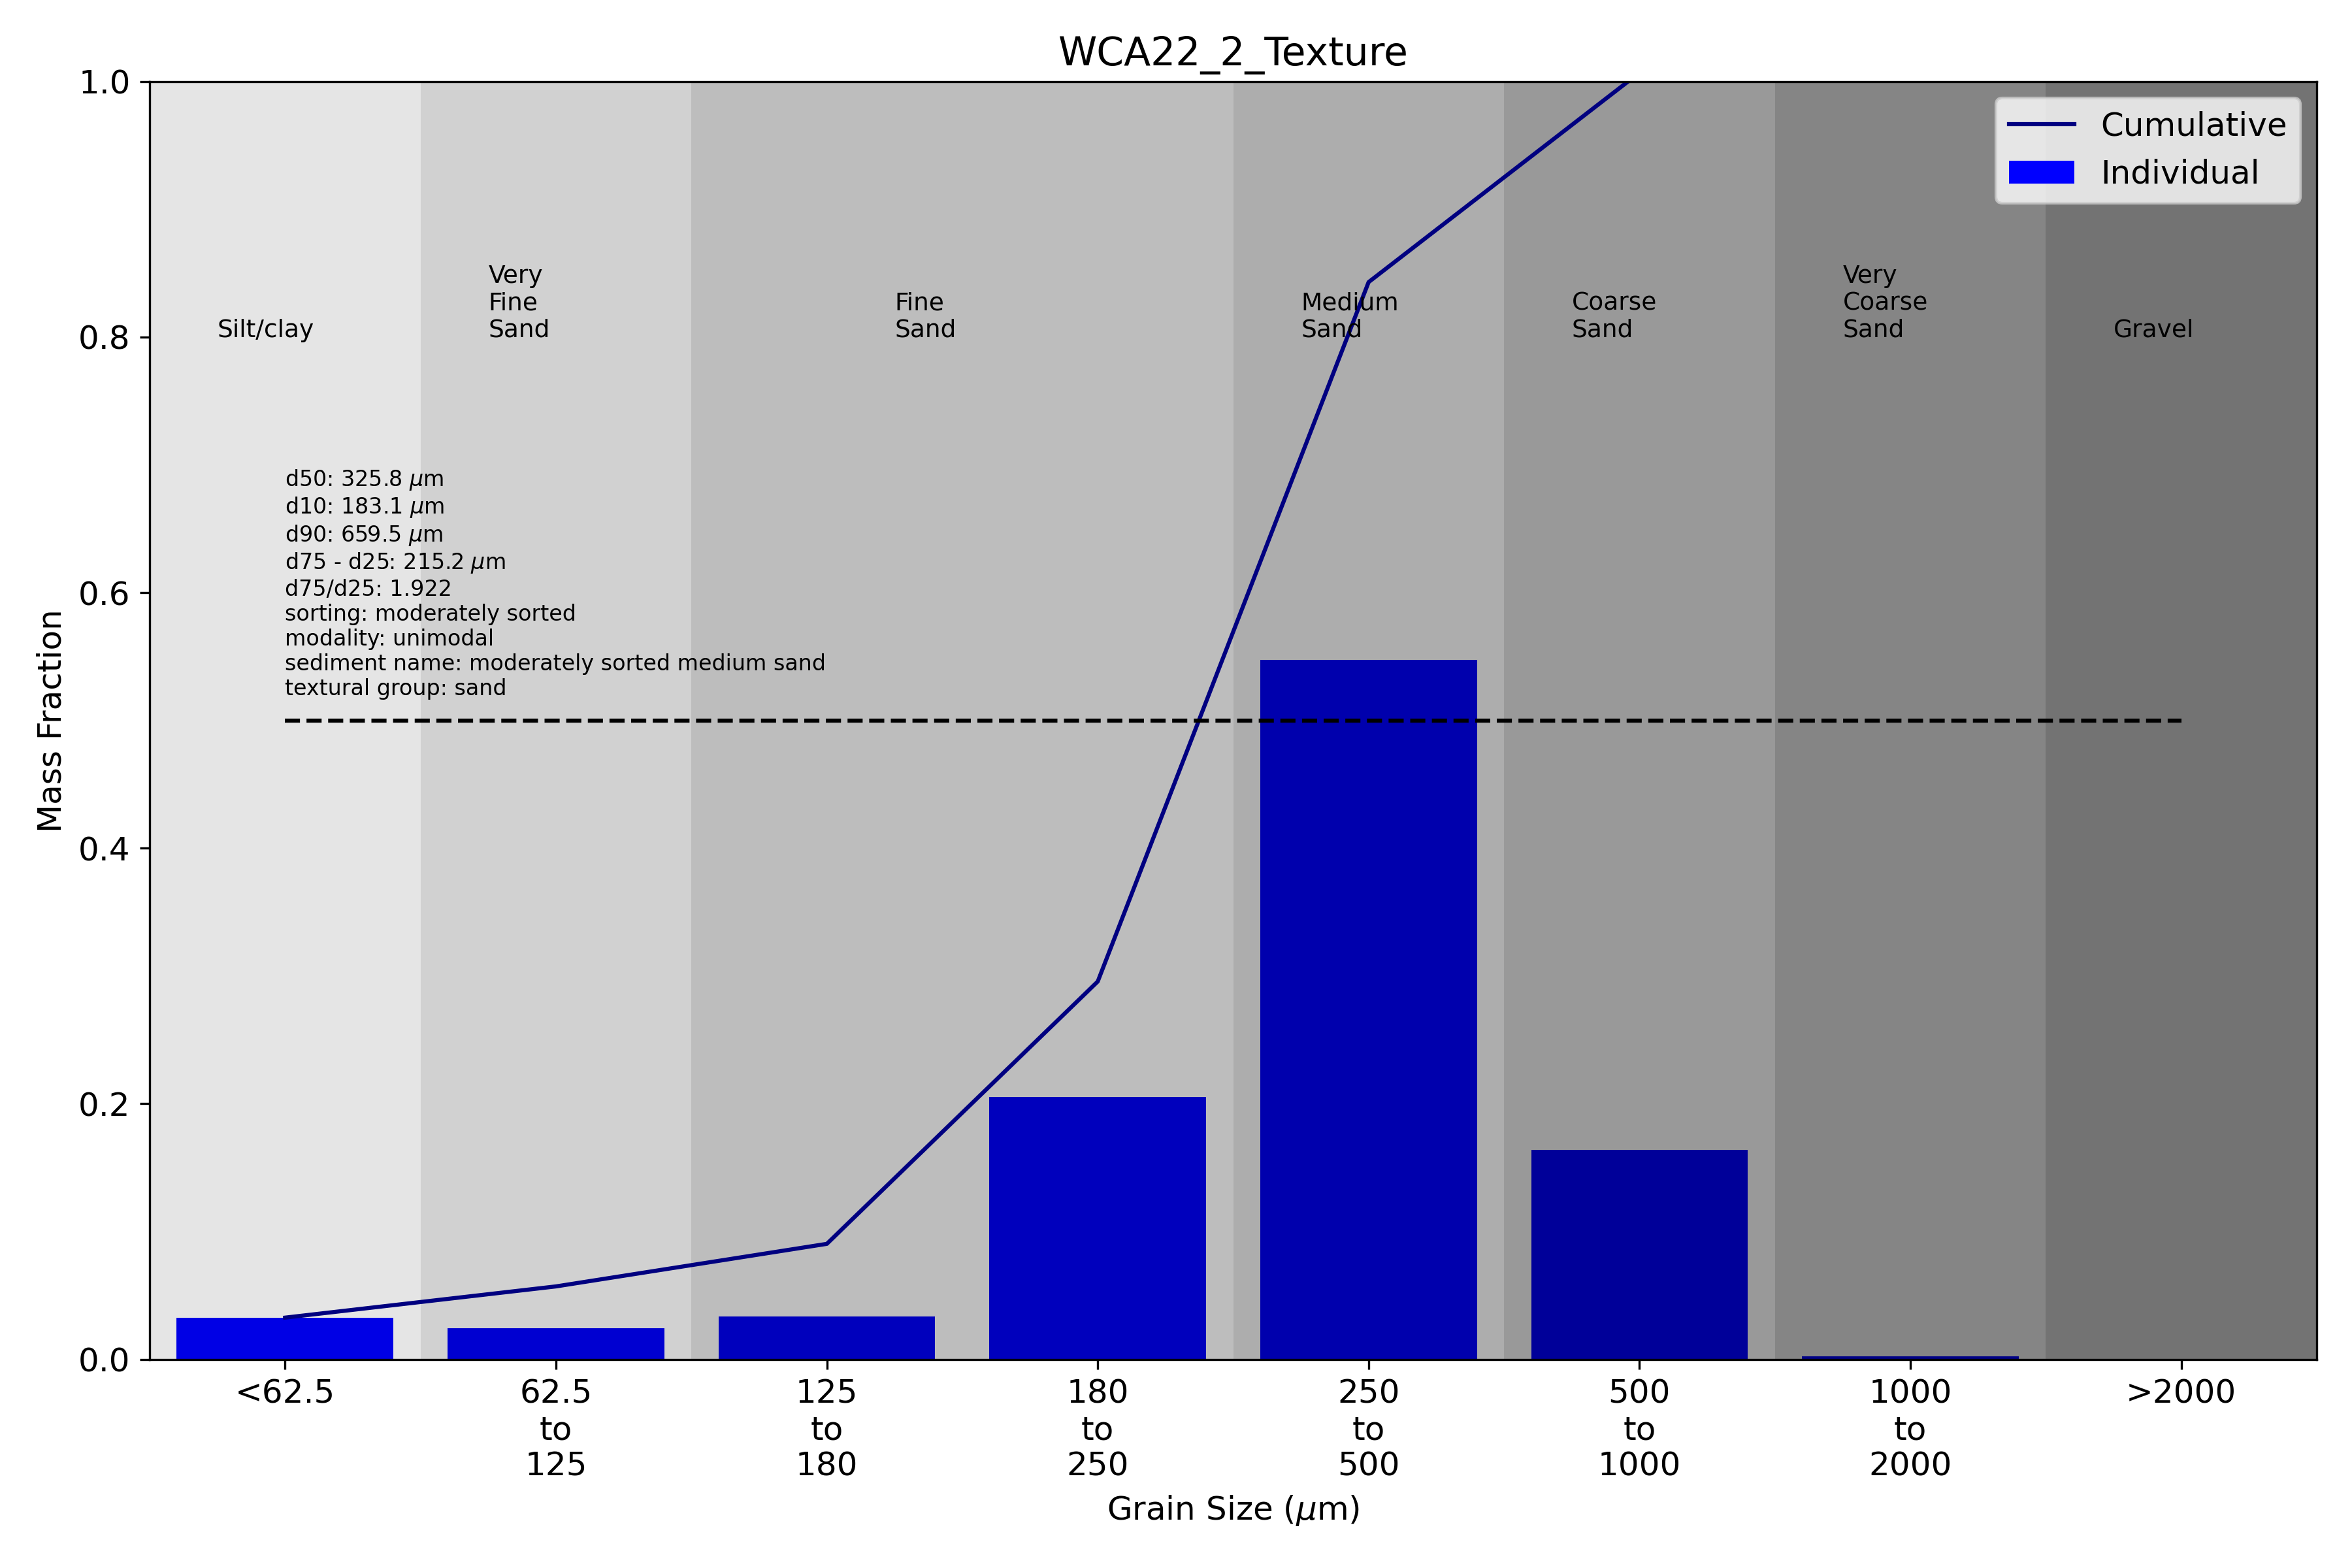 WCA22_2_Texture
1.0
0.8
0.6
0.4
0.2
0.0
Mass Fraction
Cumulative
Individual
Silt/clay
Very
Fine
Sand
Fine
Sand
Medium
Sand
Coarse
Sand
Very
Coarse
Sand
Gravel
d50: 325.8 μm
d10: 183.1 μm
d90: 659.5 μm
d75 - d25: 215.2 μm
d75/d25: 1.922
sorting: moderately sorted
modality: unimodal
sediment name: moderately sorted medium sand
textural group: sand
<62.5
62.5
to
125
125
to
180
180
to
250
250
to
500
500
to
1000
1000
to
2000
>2000
Grain Size (μm)